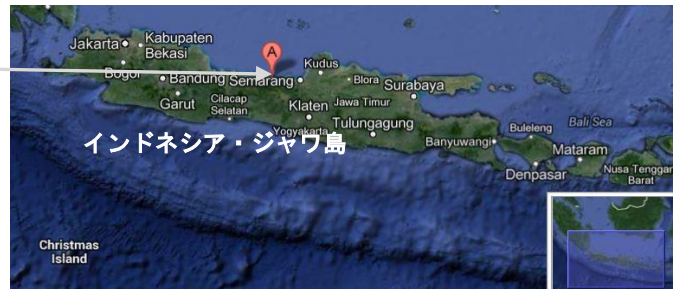 A
Jakarta
Kabupaten
Bekasi
Bogor
Bandung
Semarang
Kudus
Blora
Surabaya
Garut
Cilacap
Selatan
Klaten
Jawa Timur
Yogyakarta
Tulungagung
Banyuwangi
Buleleng
Bali Sea
Mataram
Denpasar
Nusa Tenggar
Barat
インドネシア・ジャワ島
Christmas
Island